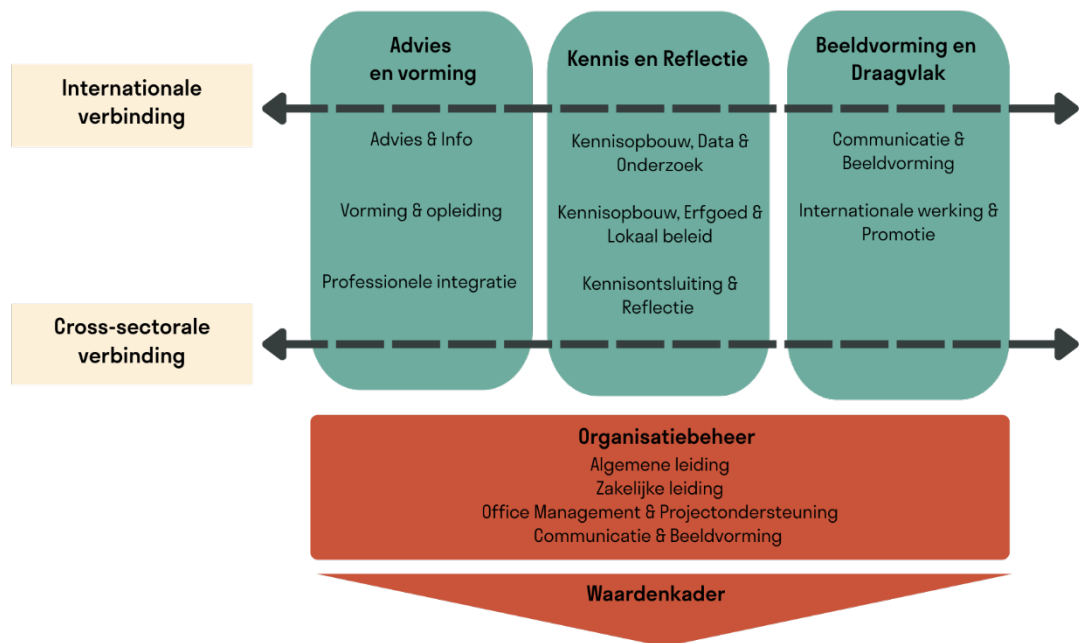 Advies
en vorming
Kennis en Reflectie
Beeldvorming en
Draagvlak
Internationale
verbinding
Advies & Info
Vorming & opleiding
Professionele integratie
Kennisopbouw, Data &
Onderzoek
Kennisopbouw, Erfgoed &
Lokaal beleid
Kennisontsluiting &
Reflectie
Communicatie &
Beeldvorming
Internationale werking &
Promotie
Cross-sectorale
verbinding
Organisatiebeheer
Algemene leiding
Zakelijke leiding
Office Management & Projectondersteuning
Communicatie & Beeldvorming
Waardenkader